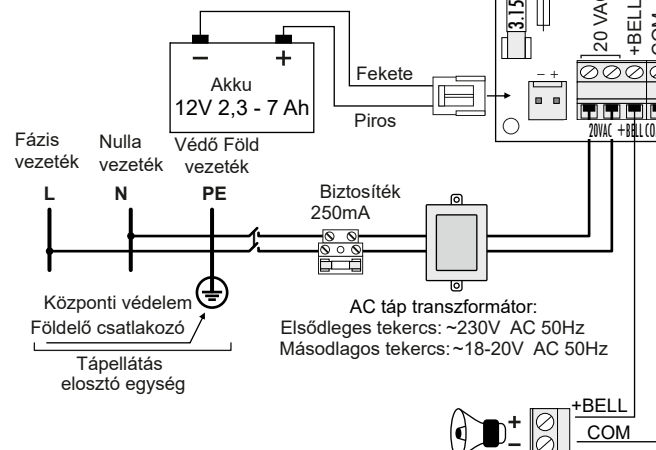 3.15
20 VAC
+BELL
COM
− +
Akku
12V 2,3 - 7 Ah
Fekete
Piros
− +
20VAC +BELL CO
Fázis
vezeték
Nulla
vezeték
Védő Föld
vezeték
L
N
PE
Biztosíték
250mA
Központi védelem
Földelő csatlakozó
Tápellátás
elosztó egység
AC táp transzformátor:
Elsődleges tekercs: ~230V AC 50Hz
Másodlagos tekercs: ~18-20V AC 50Hz
+BELL
COM
+
−